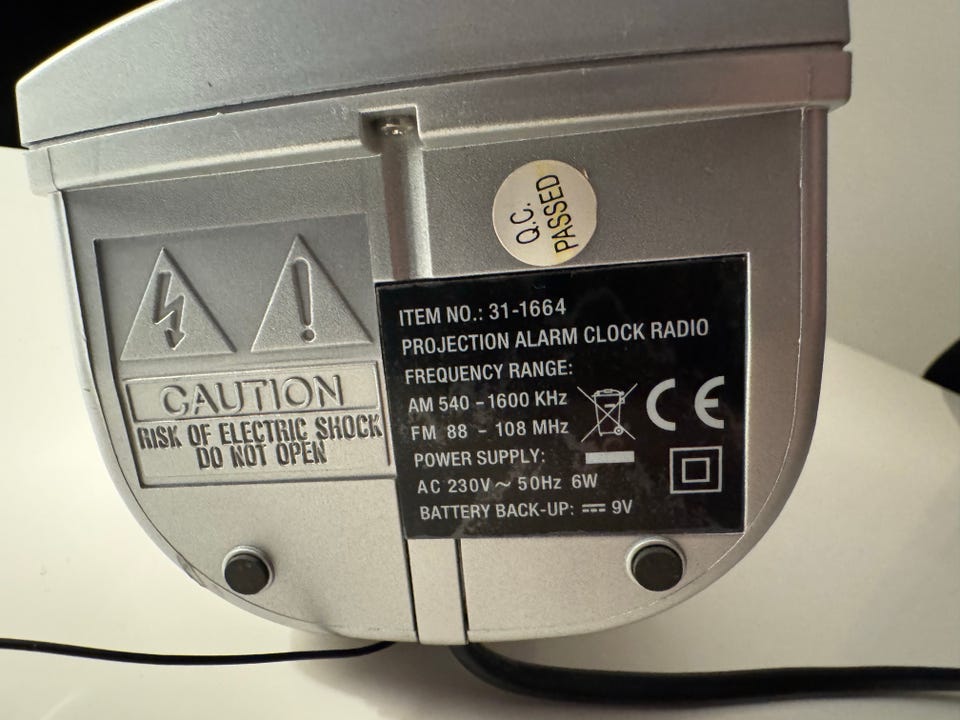 Q.C.
PASSED
CAUTION
RISK OF ELECTRIC SHOCK
DO NOT OPEN
ITEM NO.: 31-1664
PROJECTION ALARM CLOCK RADIO
FREQUENCY RANGE:
AM 540 - 1600 KHz
FM 88 - 108 MHz
POWER SUPPLY:
AC 230V ~ 50Hz 6W
BATTERY BACK-UP: ⎓ 9V
CE